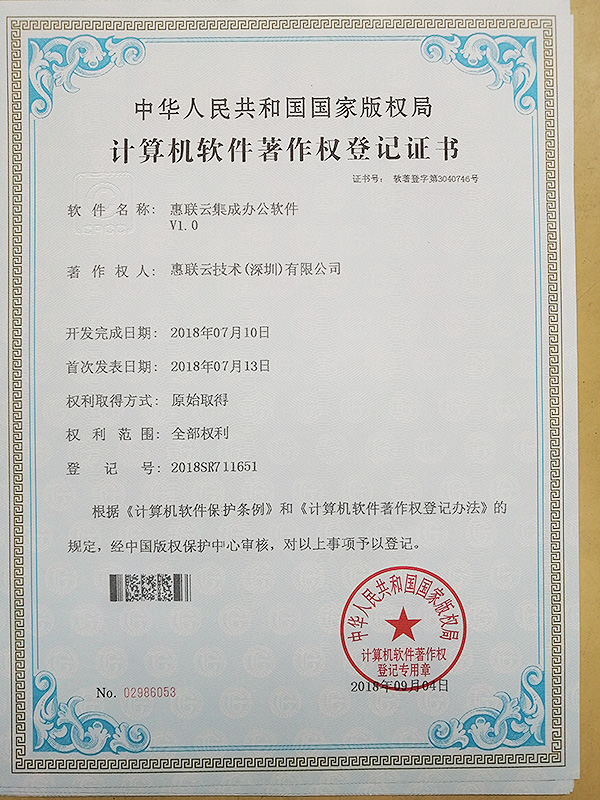 中华人民共和国国家版权局
计算机软件著作权登记证书
证书号： 软著登字第3040746号
软件名称： 惠联云集成办公软件
V1.0
著作权人： 惠联云技术(深圳)有限公司
开发完成日期： 2018年07月10日
首次发表日期： 2018年07月13日
权利取得方式： 原始取得
权利范围： 全部权利
登记号： 2018SR711651
根据《计算机软件保护条例》和《计算机软件著作权登记办法》的
规定，经中国版权保护中心审核，对以上事项予以登记。
中华人民共和国国家版权局
计算机软件著作权
登记专用章
No. 02986053
2018年09月04日